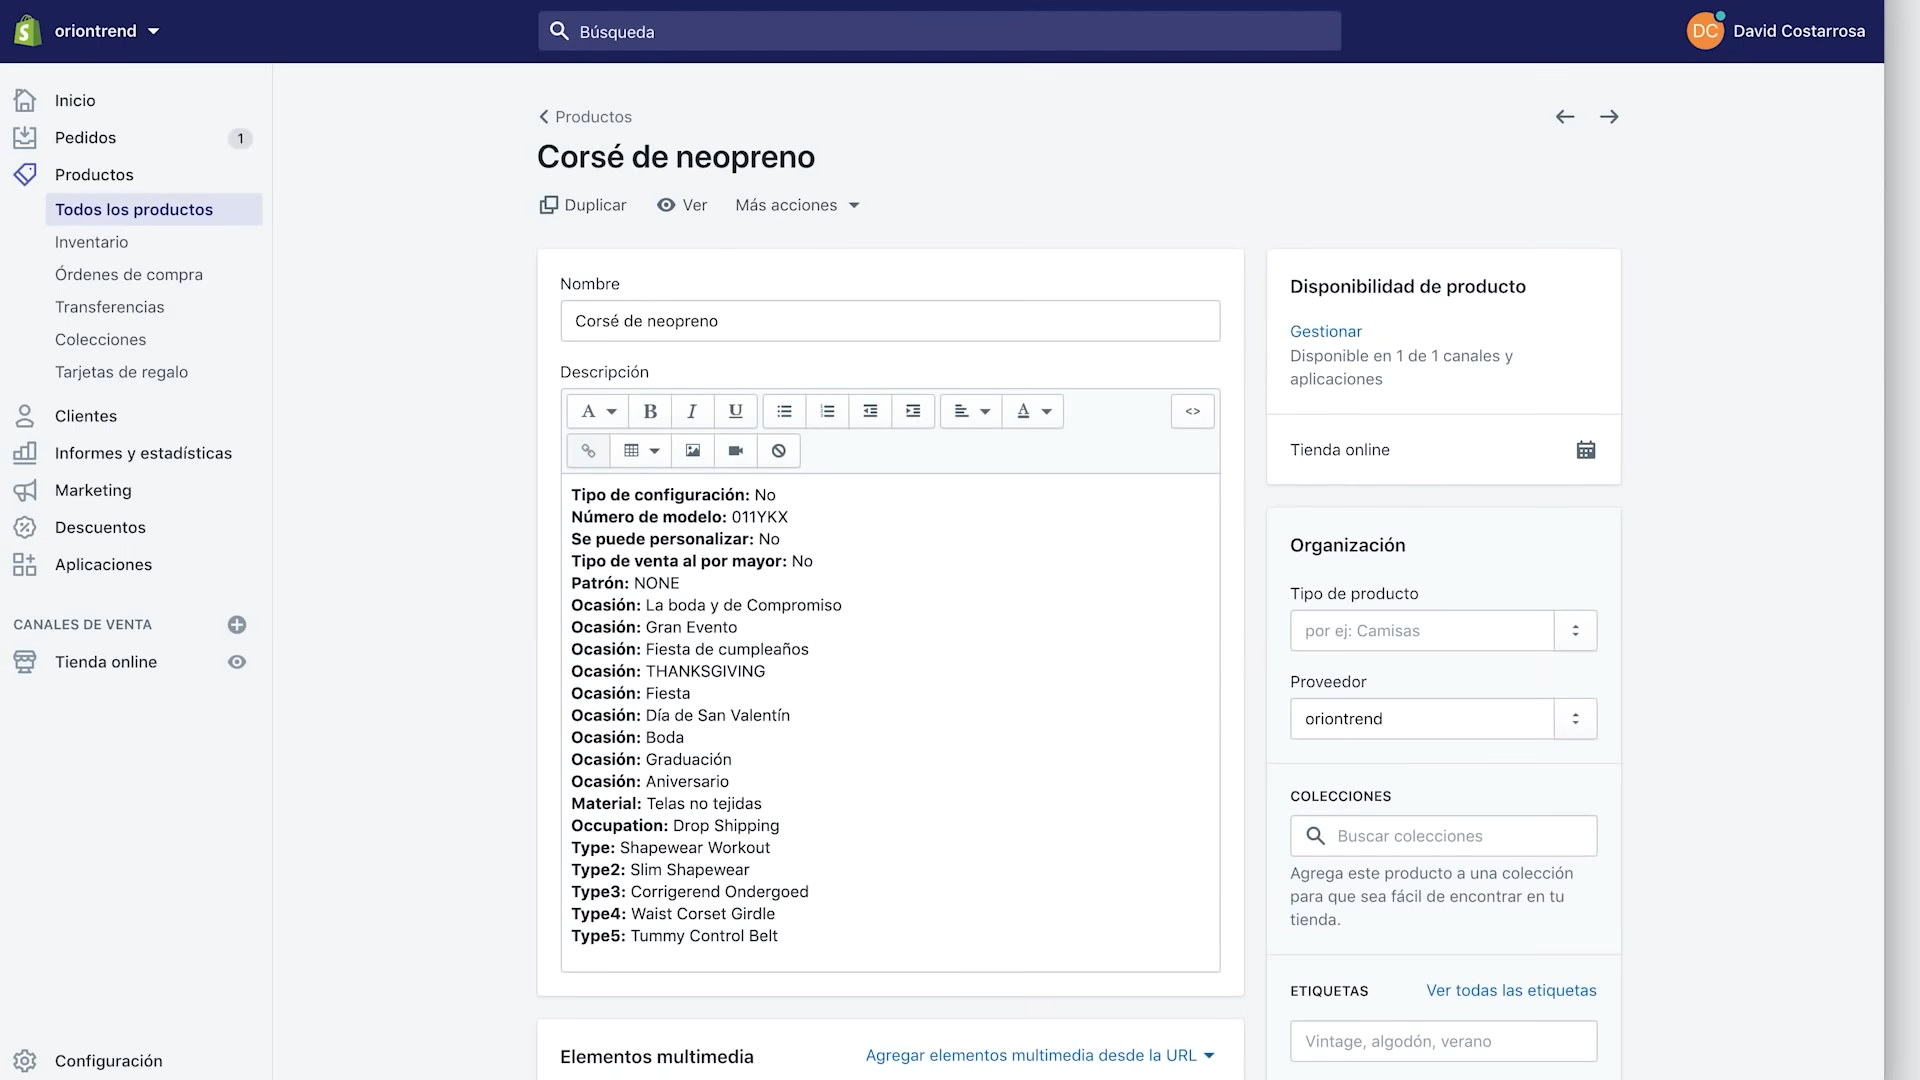 oriontrend
Búsqueda
DC
David Costarrosa
Inicio
Pedidos
1
Productos
Todos los productos
Inventario
Órdenes de compra
Transferencias
Colecciones
Tarjetas de regalo
Clientes
Informes y estadísticas
Marketing
Descuentos
Aplicaciones
CANALES DE VENTA
Tienda online
Configuración
Productos
Corsé de neopreno
Duplicar
Ver
Más acciones
Nombre
Corsé de neopreno
Descripción
A B I U A <>
Tipo de configuración: No
Número de modelo: 011YKX
Se puede personalizar: No
Tipo de venta al por mayor: No
Patrón: NONE
Ocasión: La boda y de Compromiso
Ocasión: Gran Evento
Ocasión: Fiesta de cumpleaños
Ocasión: THANKSGIVING
Ocasión: Fiesta
Ocasión: Día de San Valentín
Ocasión: Boda
Ocasión: Graduación
Ocasión: Aniversario
Material: Telas no tejidas
Occupation: Drop Shipping
Type: Shapewear Workout
Type2: Slim Shapewear
Type3: Corrigerend Ondergoed
Type4: Waist Corset Girdle
Type5: Tummy Control Belt
Elementos multimedia
Agregar elementos multimedia desde la URL
Disponibilidad de producto
Gestionar
Disponible en 1 de 1 canales y
aplicaciones
Tienda online
Organización
Tipo de producto
por ej: Camisas
Proveedor
oriontrend
COLECCIONES
Buscar colecciones
Agrega este producto a una colección
para que sea fácil de encontrar en tu
tienda.
ETIQUETAS
Ver todas las etiquetas
Vintage, algodón, verano